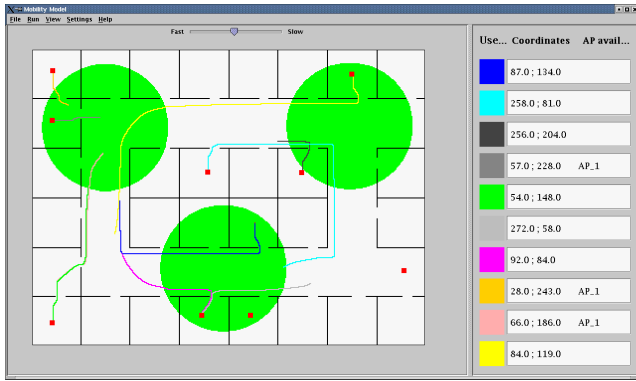 Mobility Model
File Run View Settings Help
Fast Slow
Use... Coordinates AP avail...
87.0 ; 134.0
258.0 ; 81.0
256.0 ; 204.0
57.0 ; 228.0 AP_1
54.0 ; 148.0
272.0 ; 58.0
92.0 ; 84.0
28.0 ; 243.0 AP_1
66.0 ; 186.0 AP_1
84.0 ; 119.0